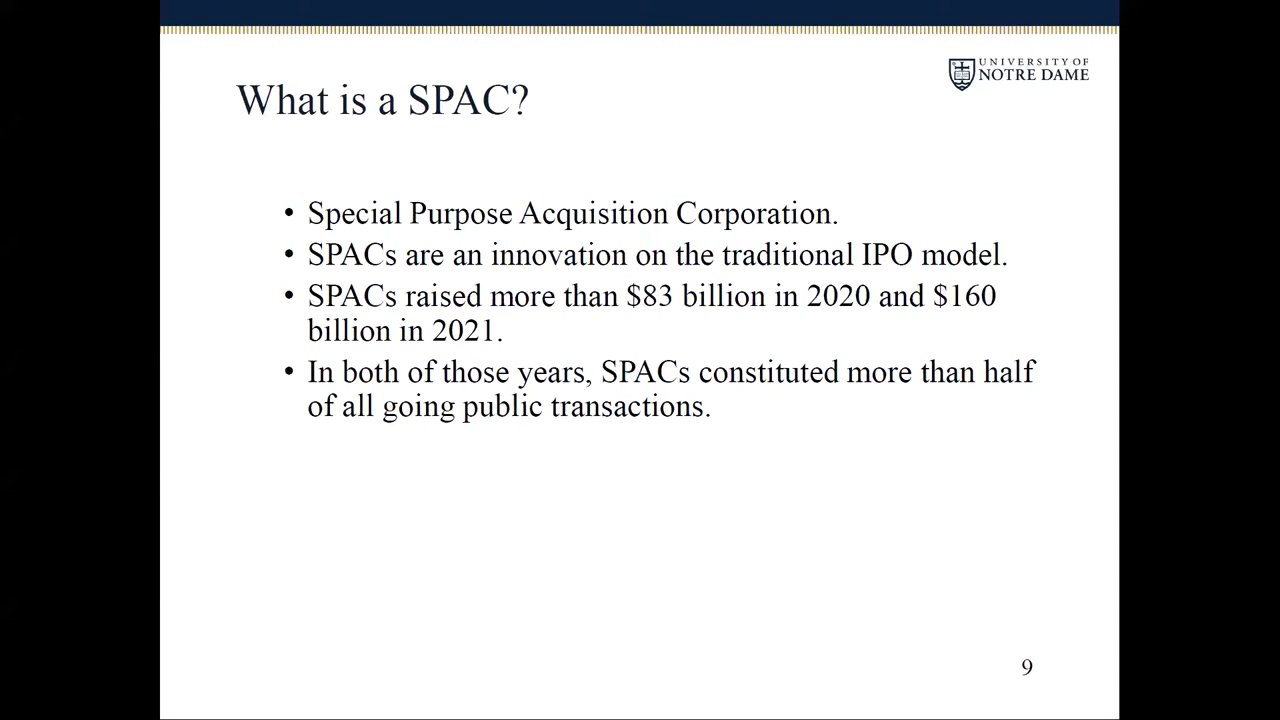 UNIVERSITY OF
NOTRE DAME
What is a SPAC?
• Special Purpose Acquisition Corporation.
• SPACs are an innovation on the traditional IPO model.
• SPACs raised more than $83 billion in 2020 and $160
billion in 2021.
• In both of those years, SPACs constituted more than half
of all going public transactions.
9